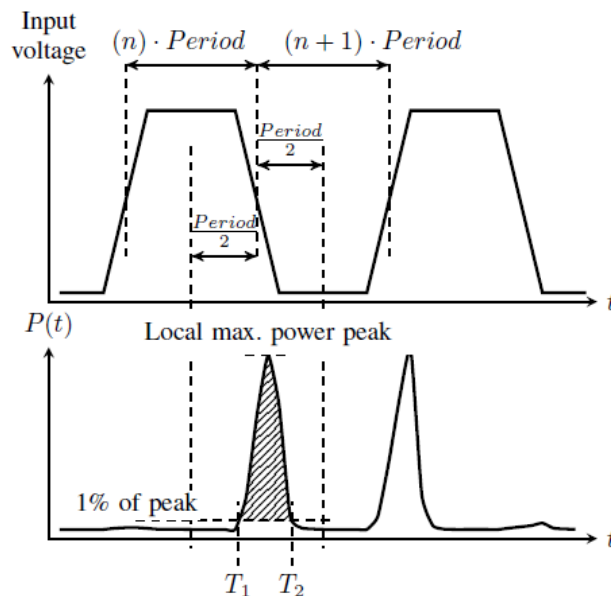 Input
voltage
(n) · Period
(n + 1) · Period
Period
2
Period
2
t
P(t)
Local max. power peak
1% of peak
t
T₁
T₂